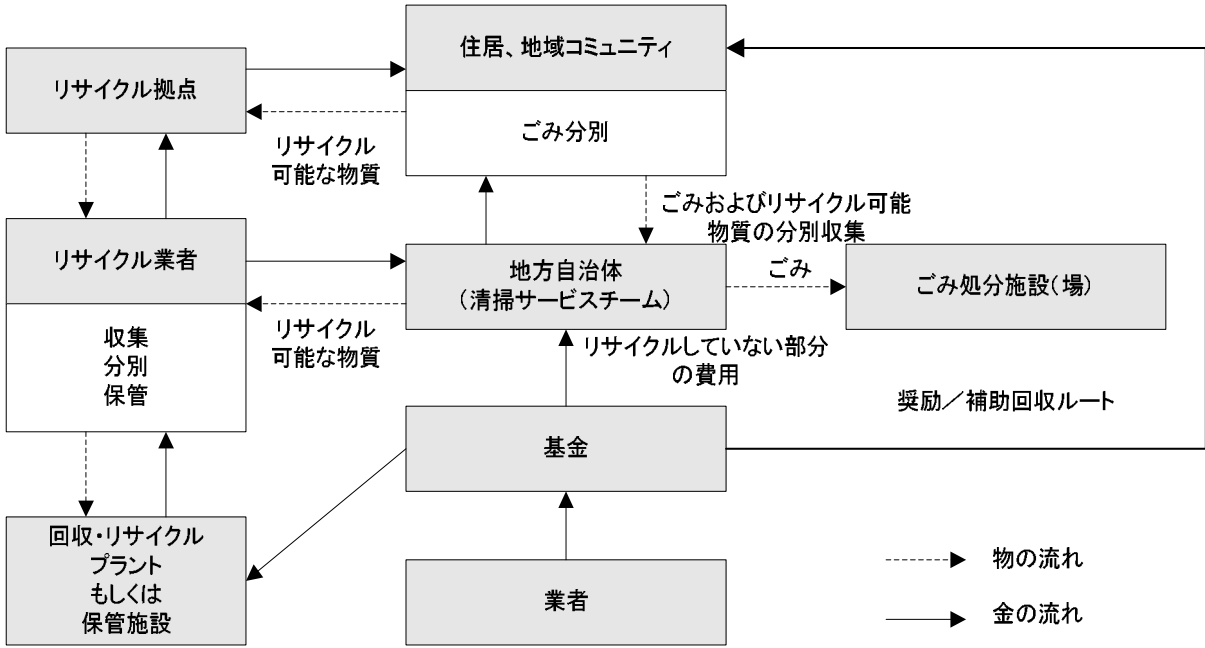 住居、地域コミュニティ
リサイクル拠点
ごみ分別
リサイクル
可能な物質
ごみおよびリサイクル可能
物質の分別収集
リサイクル業者
地方自治体
(清掃サービスチーム)
ごみ
ごみ処分施設(場)
収集
分別
保管
リサイクル
可能な物質
リサイクルしていない部分
の費用
奨励／補助回収ルート
基金
回収・リサイクル
プラント
もしくは
保管施設
業者
物の流れ
金の流れ